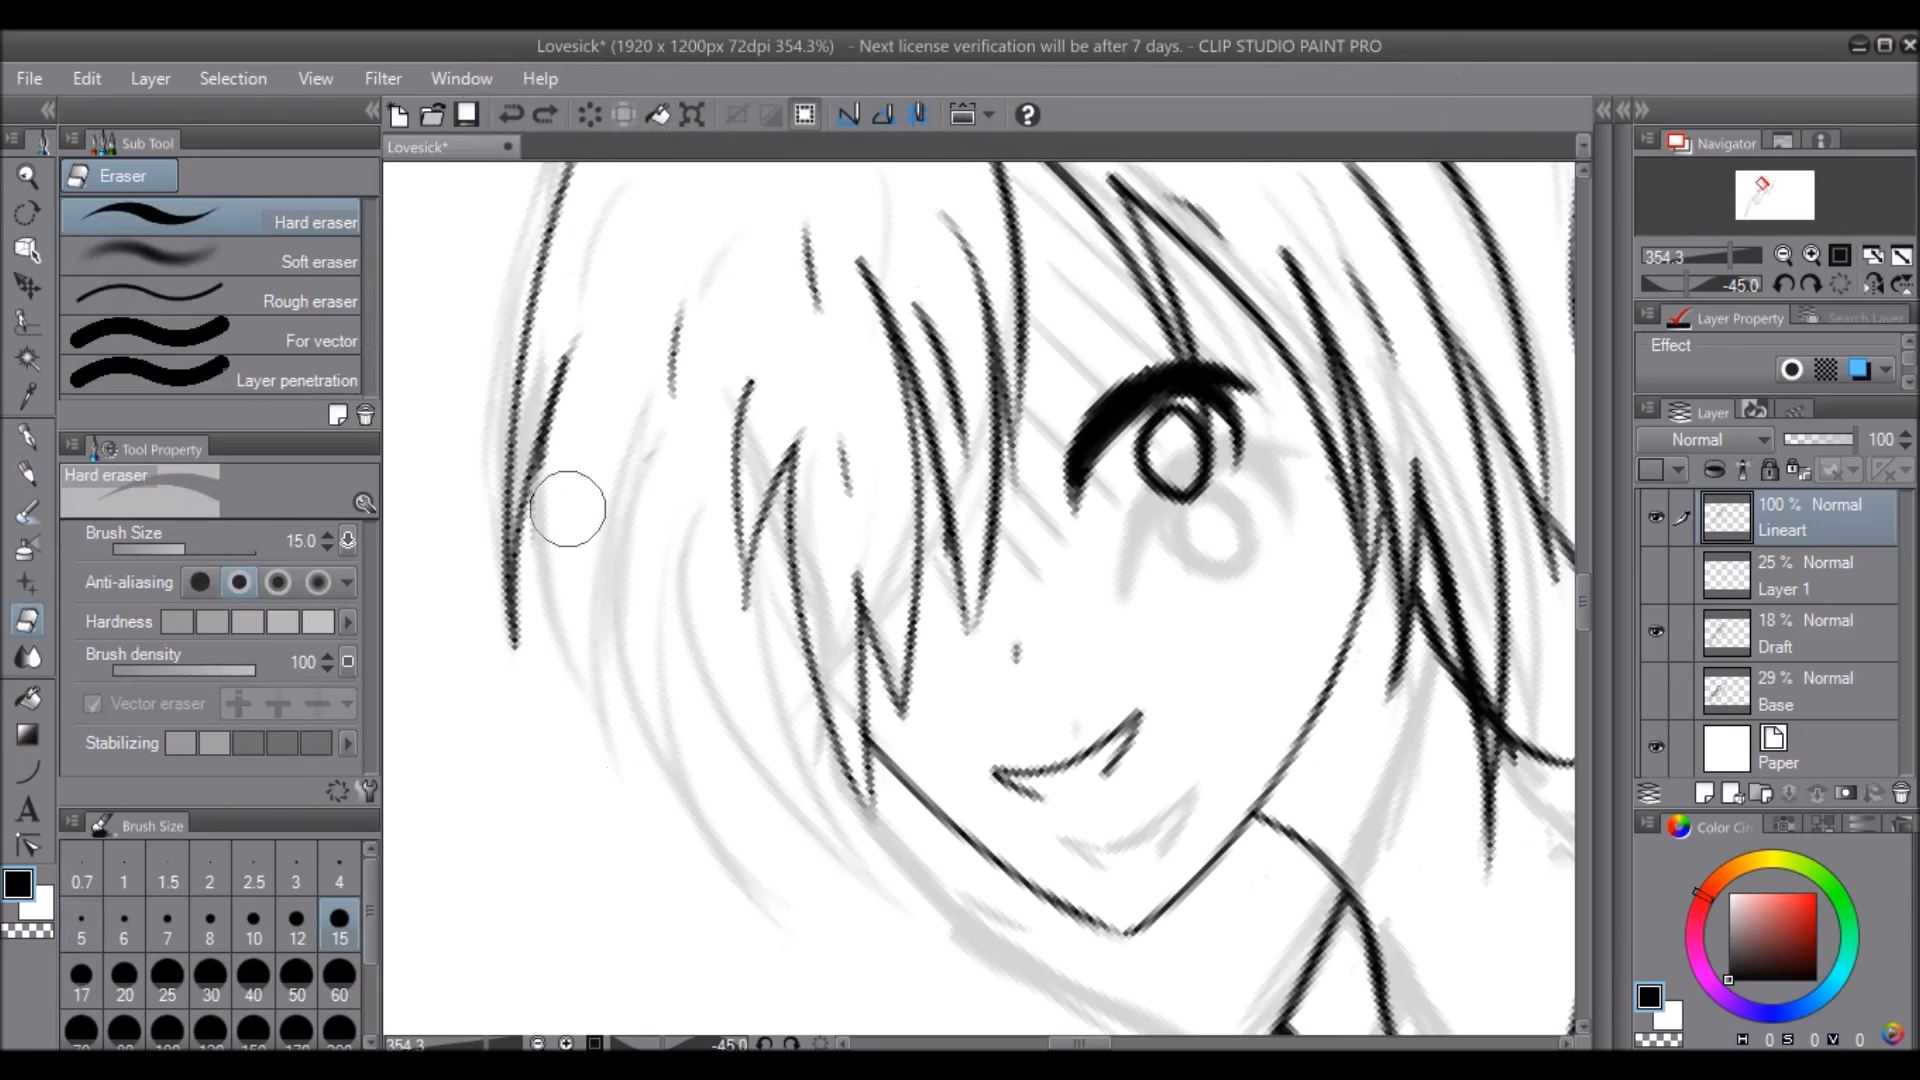 Lovesick* (1920 x 1200px 72dpi 354.3%) - Next license verification will be after 7 days. - CLIP STUDIO PAINT PRO
File Edit Layer Selection View Filter Window Help
Sub Tool
Lovesick*
Navigator
Eraser
Hard eraser
Soft eraser
Rough eraser
For vector
Layer penetration
354.3
-45.0
Layer Property
Search Layer
Effect
Layer
Normal 100
Tool Property
Hard eraser
Brush Size 15.0
Anti-aliasing
Hardness
Brush density 100
Vector eraser
Stabilizing
100 % Normal
Lineart
25 % Normal
Layer 1
18 % Normal
Draft
29 % Normal
Base
Paper
Brush Size
0.7 1 1.5 2 2.5 3 4
5 6 7 8 10 12 15
17 20 25 30 40 50 60
Color Cir
354.3 -45.0
H 0 S 0 V 0